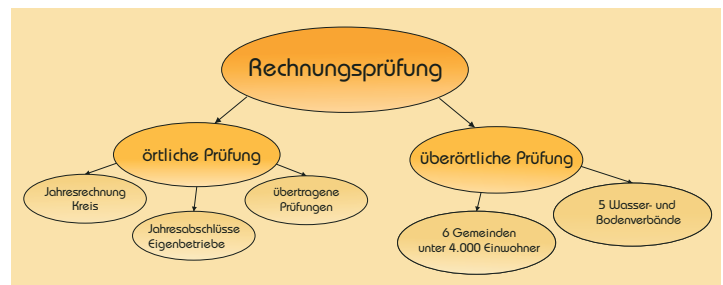 Rechnungsprüfung
örtliche Prüfung
überörtliche Prüfung
Jahresrechnung
Kreis
Jahresabschlüsse
Eigenbetriebe
übertragene
Prüfungen
6 Gemeinden
unter 4.000 Einwohner
5 Wasser- und
Bodenverbände